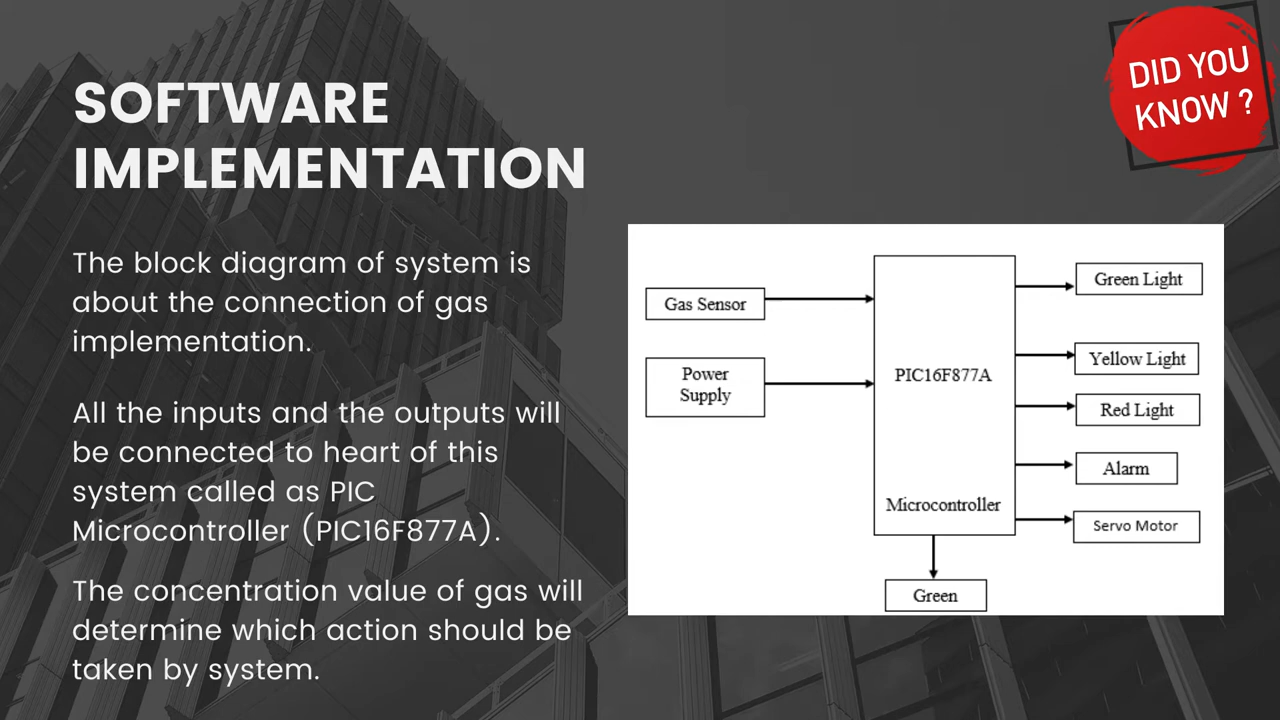 SOFTWARE
IMPLEMENTATION
DID YOU
KNOW ?
The block diagram of system is
about the connection of gas
implementation.
All the inputs and the outputs will
be connected to heart of this
system called as PIC
Microcontroller (PIC16F877A).
The concentration value of gas will
determine which action should be
taken by system.
Gas Sensor
Power
Supply
PIC16F877A
Microcontroller
Green Light
Yellow Light
Red Light
Alarm
Servo Motor
Green